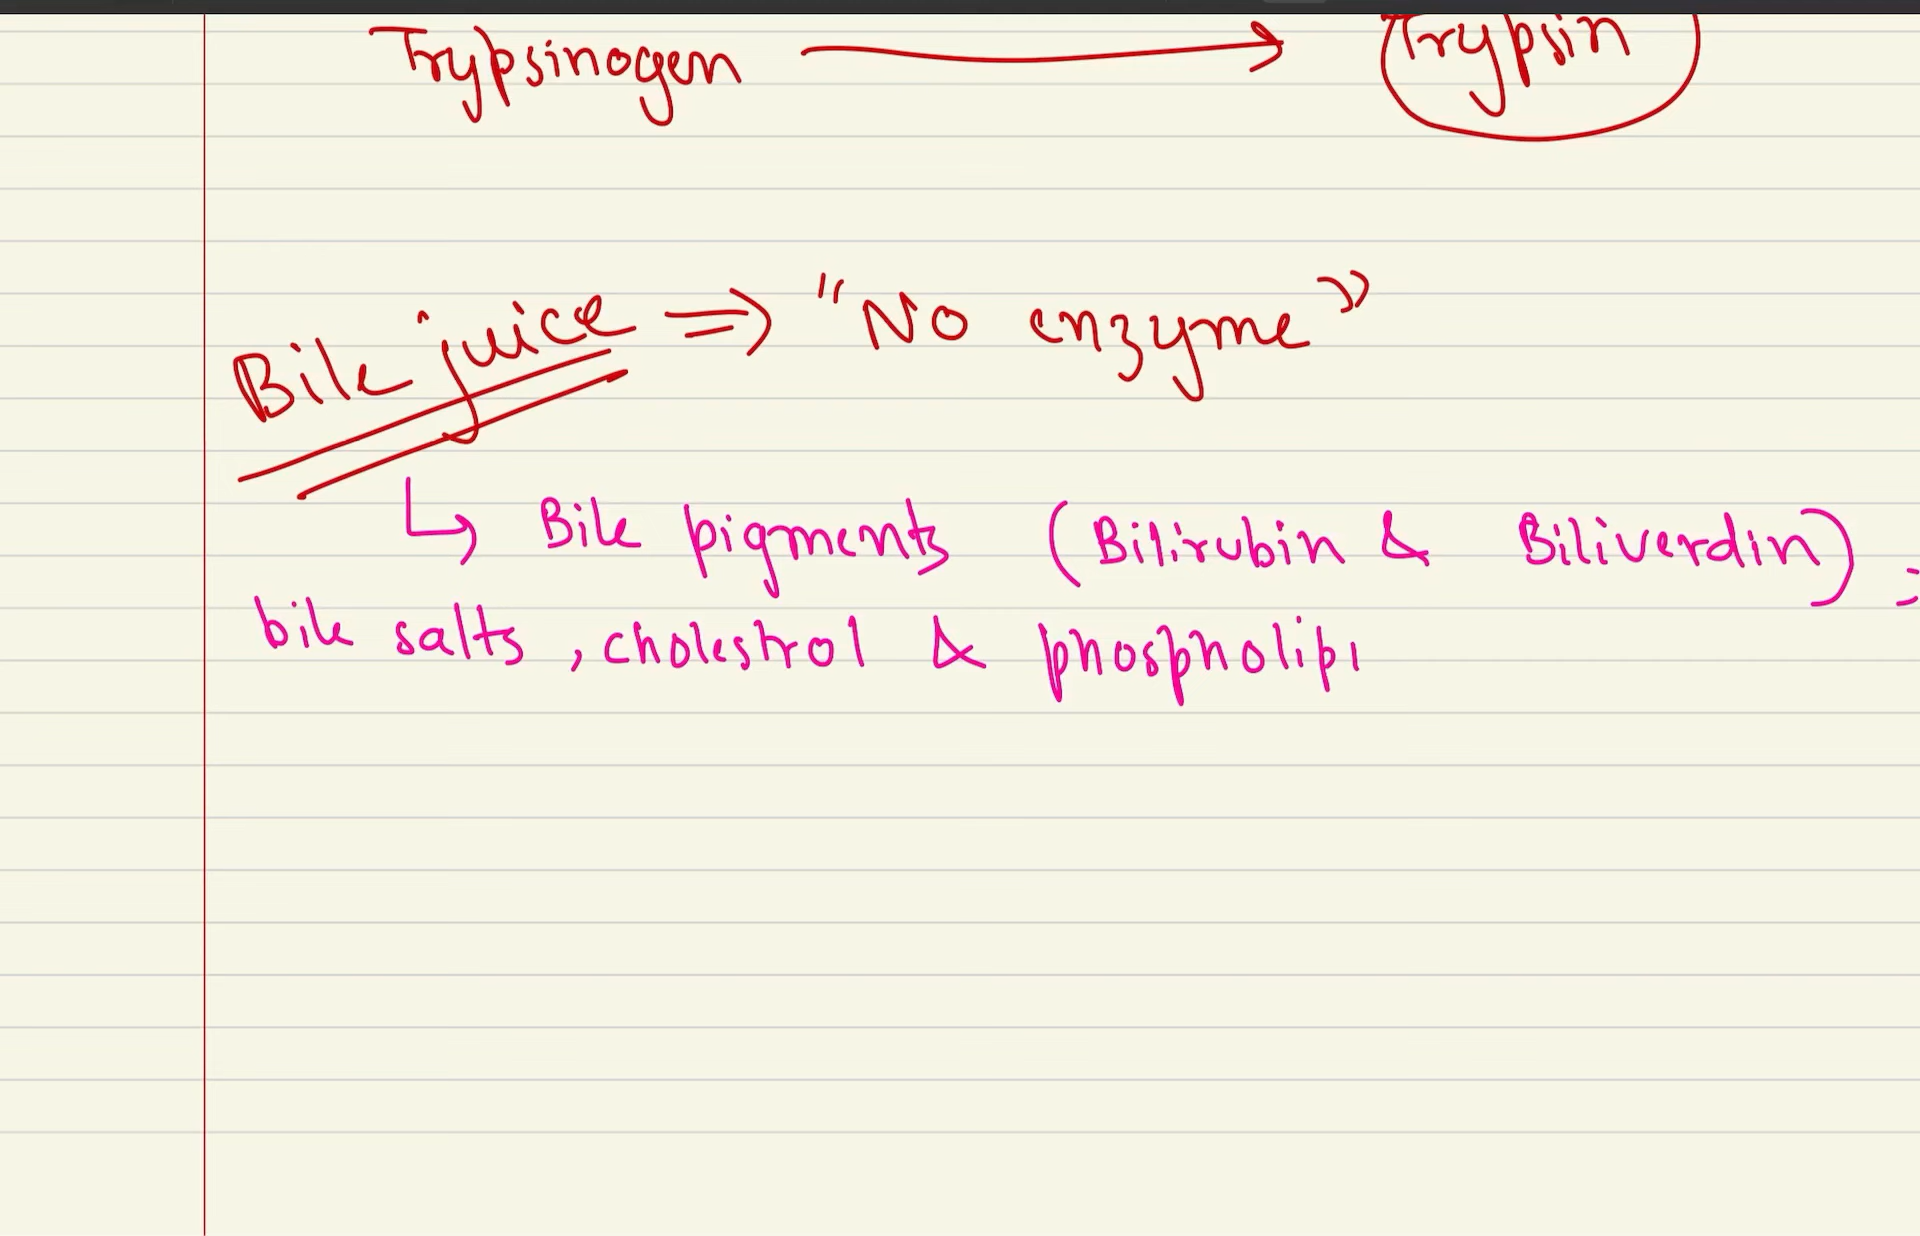 Trypsinogen → Trypsin
Bile juice ⇒ "No enzyme"
↳ Bile pigments (Bilirubin & Biliverdin),
bile salts, cholestrol & phospholipi